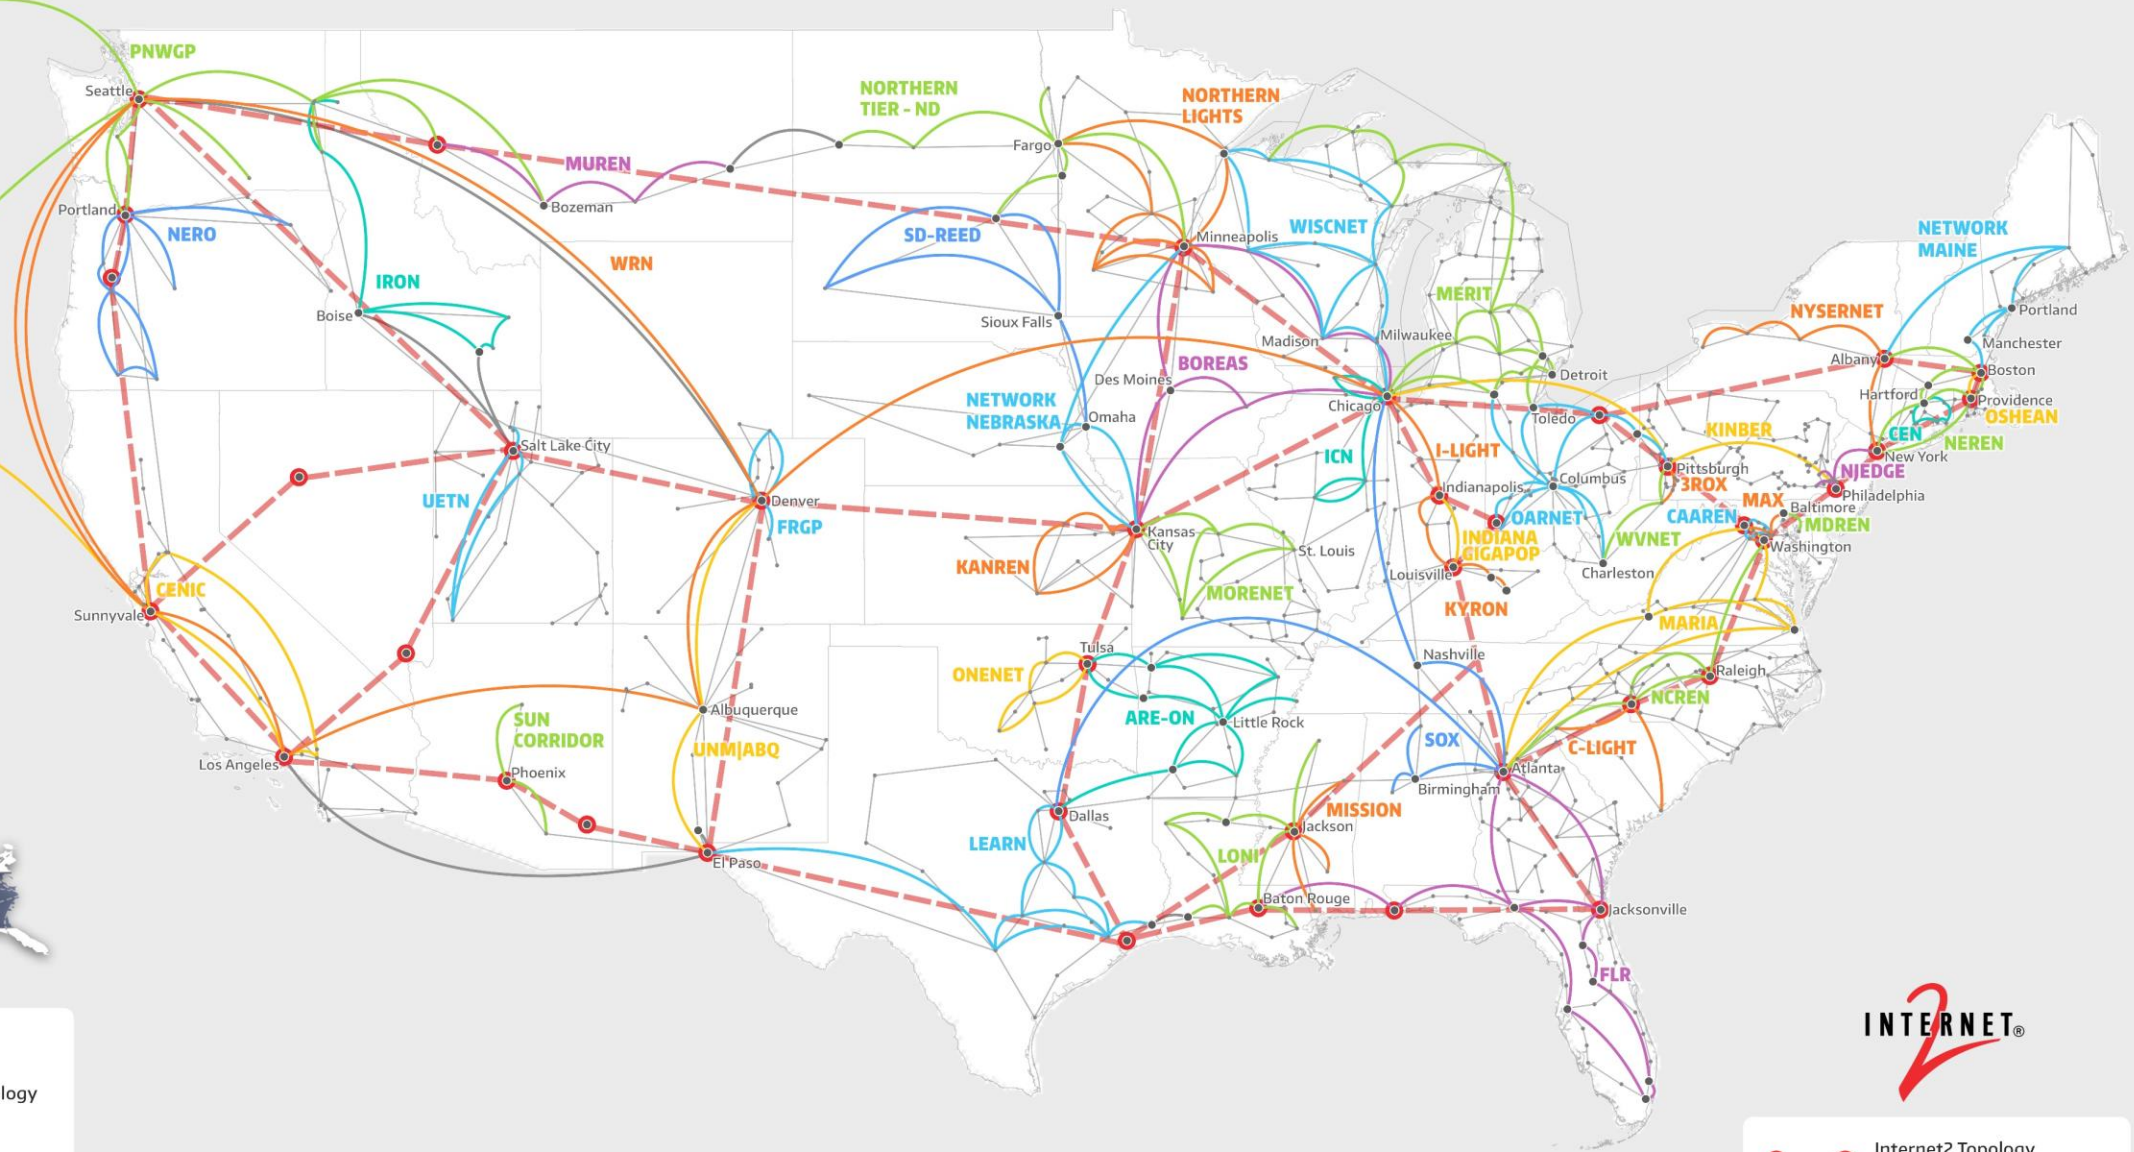 PNWGP
Seattle
NORTHERN
TIER - ND
NORTHERN
LIGHTS
Fargo
MUREN
Bozeman
Portland
NERO
SD-REED
WISCNET
Minneapolis
NETWORK
MAINE
WRN
IRON
Boise
Sioux Falls
MERIT
NYSERNET
Portland
Madison
Milwaukee
Manchester
BOREAS
Albany
Boston
Des Moines
Detroit
NETWORK
NEBRASKA
Omaha
Chicago
Toledo
Hartford
Providence
OSHEAN
CEN
NEREN
KINBER
Salt Lake City
I-LIGHT
ICN
New York
NJEDGE
Pittsburgh
3ROX
Columbus
Indianapolis
UETN
Denver
FRGP
Philadelphia
MAX
Baltimore
MDREN
OARNET
CAAREN
INDIANA
GIGAPOP
WVNET
Washington
Kansas
City
St. Louis
KANREN
Louisville
Charleston
CENIC
Sunnyvale
MORENET
KYRON
MARIA
Tulsa
Nashville
ONENET
Raleigh
NCREN
Albuquerque
ARE-ON
Little Rock
SUN
CORRIDOR
UNM|ABQ
SOX
C-LIGHT
Los Angeles
Phoenix
Atlanta
Birmingham
Dallas
MISSION
Jackson
LEARN
LONI
El Paso
Baton Rouge
Jacksonville
FLR
INTERNET®
2
logy
Internet2 Topology